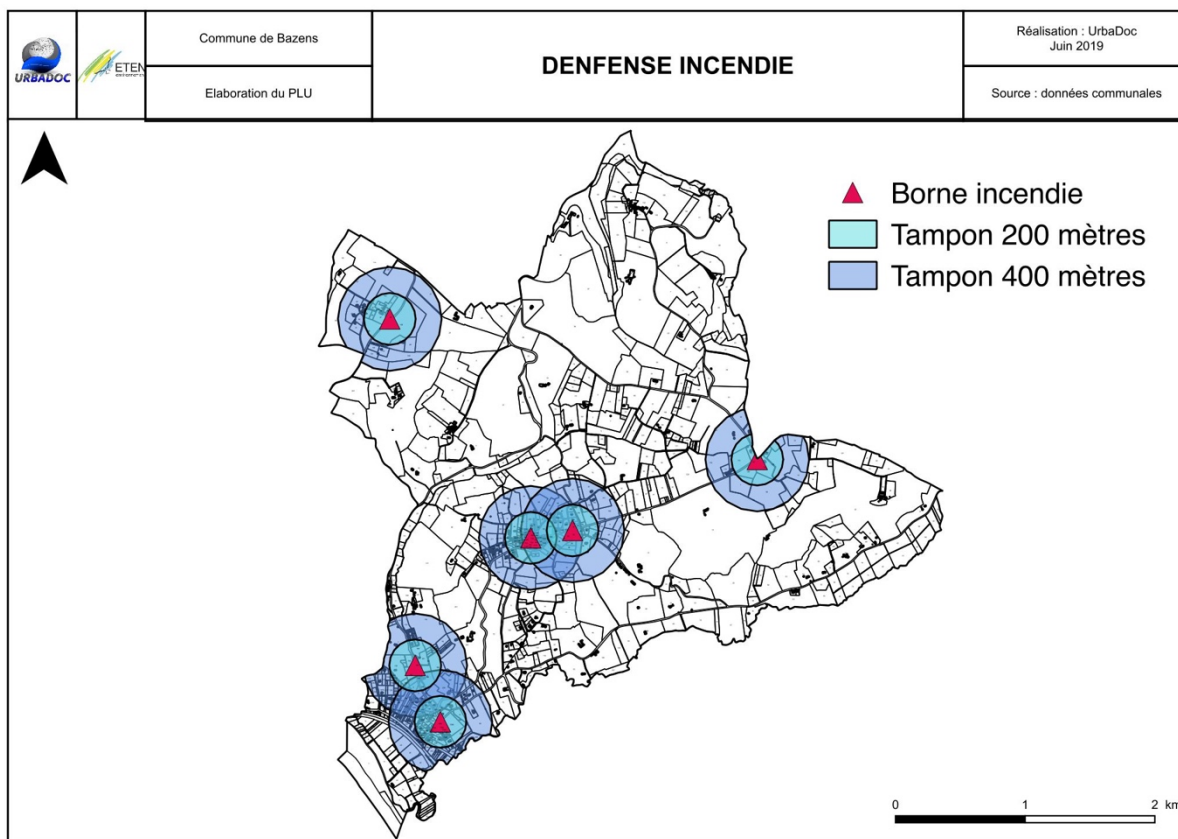 URBADOC
ETEN
Commune de Bazens
Elaboration du PLU
DENFENSE INCENDIE
Réalisation : UrbaDoc
Juin 2019
Source : données communales
Borne incendie
Tampon 200 mètres
Tampon 400 mètres
0 1 2 km